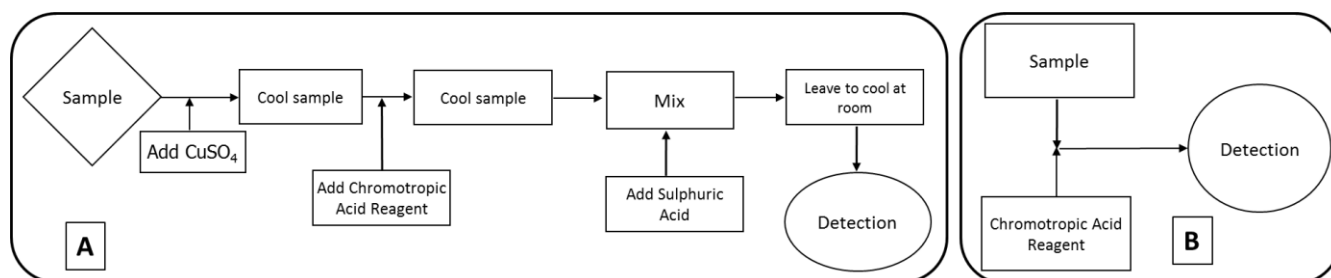 Sample
Add CuSO₄
Cool sample
Add Chromotropic
Acid Reagent
Cool sample
Mix
Add Sulphuric
Acid
Leave to cool at
room
Detection
A
Sample
Chromotropic Acid
Reagent
Detection
B